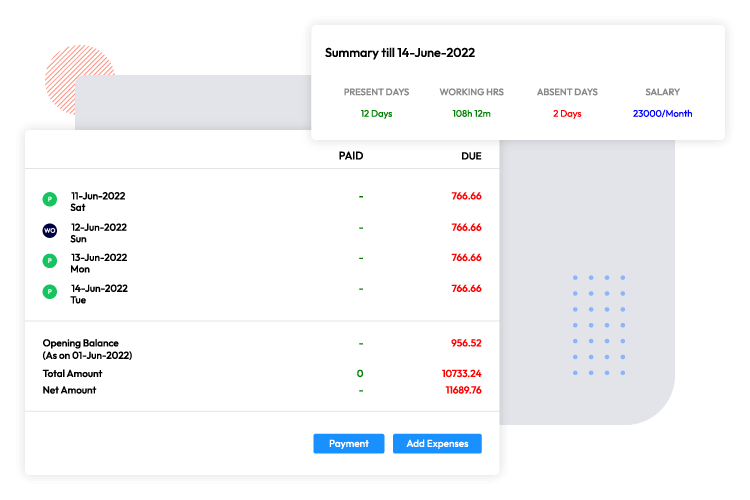 Summary till 14-June-2022
PRESENT DAYS WORKING HRS ABSENT DAYS SALARY
12 Days 108h 12m 2 Days 23000/Month
PAID DUE
P 11-Jun-2022 - 766.66
Sat
WO 12-Jun-2022 - 766.66
Sun
P 13-Jun-2022 - 766.66
Mon
P 14-Jun-2022 - 766.66
Tue
Opening Balance - 956.52
(As on 01-Jun-2022)
Total Amount 0 10733.24
Net Amount - 11689.76
Payment Add Expenses